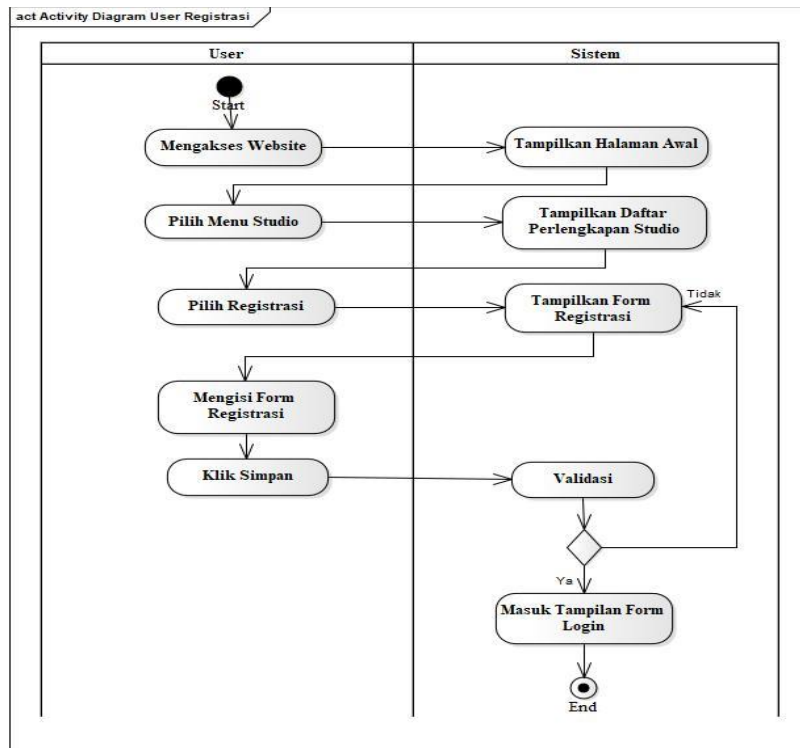 act Activity Diagram User Registrasi
User
Sistem
Start
Mengakses Website
Tampilkan Halaman Awal
Pilih Menu Studio
Tampilkan Daftar
Perlengkapan Studio
Pilih Registrasi
Tampilkan Form
Registrasi
Tidak
Mengisi Form
Registrasi
Klik Simpan
Validasi
Ya
Masuk Tampilan Form
Login
End